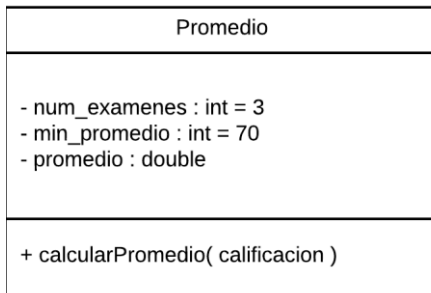 Promedio
- num_examenes : int = 3
- min_promedio : int = 70
- promedio : double
+ calcularPromedio( calificacion )